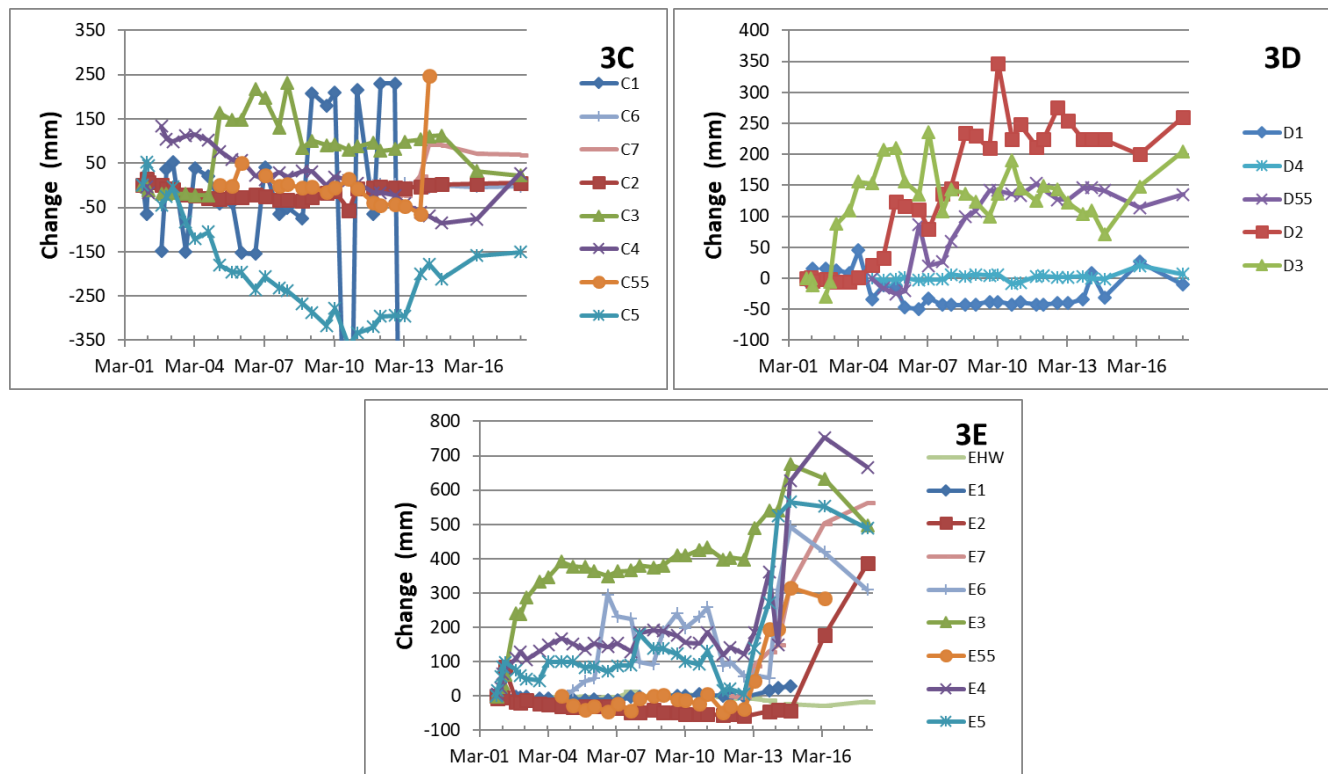 3C
Change (mm)
350
250
150
50
-50
-150
-250
-350
Mar-01 Mar-04 Mar-07 Mar-10 Mar-13 Mar-16
C1
C6
C7
C2
C3
C4
C55
C5
3D
Change (mm)
400
350
300
250
200
150
100
50
0
-50
-100
Mar-01 Mar-04 Mar-07 Mar-10 Mar-13 Mar-16
D1
D4
D55
D2
D3
3E
Change (mm)
800
700
600
500
400
300
200
100
0
-100
Mar-01 Mar-04 Mar-07 Mar-10 Mar-13 Mar-16
EHW
E1
E2
E7
E6
E3
E55
E4
E5